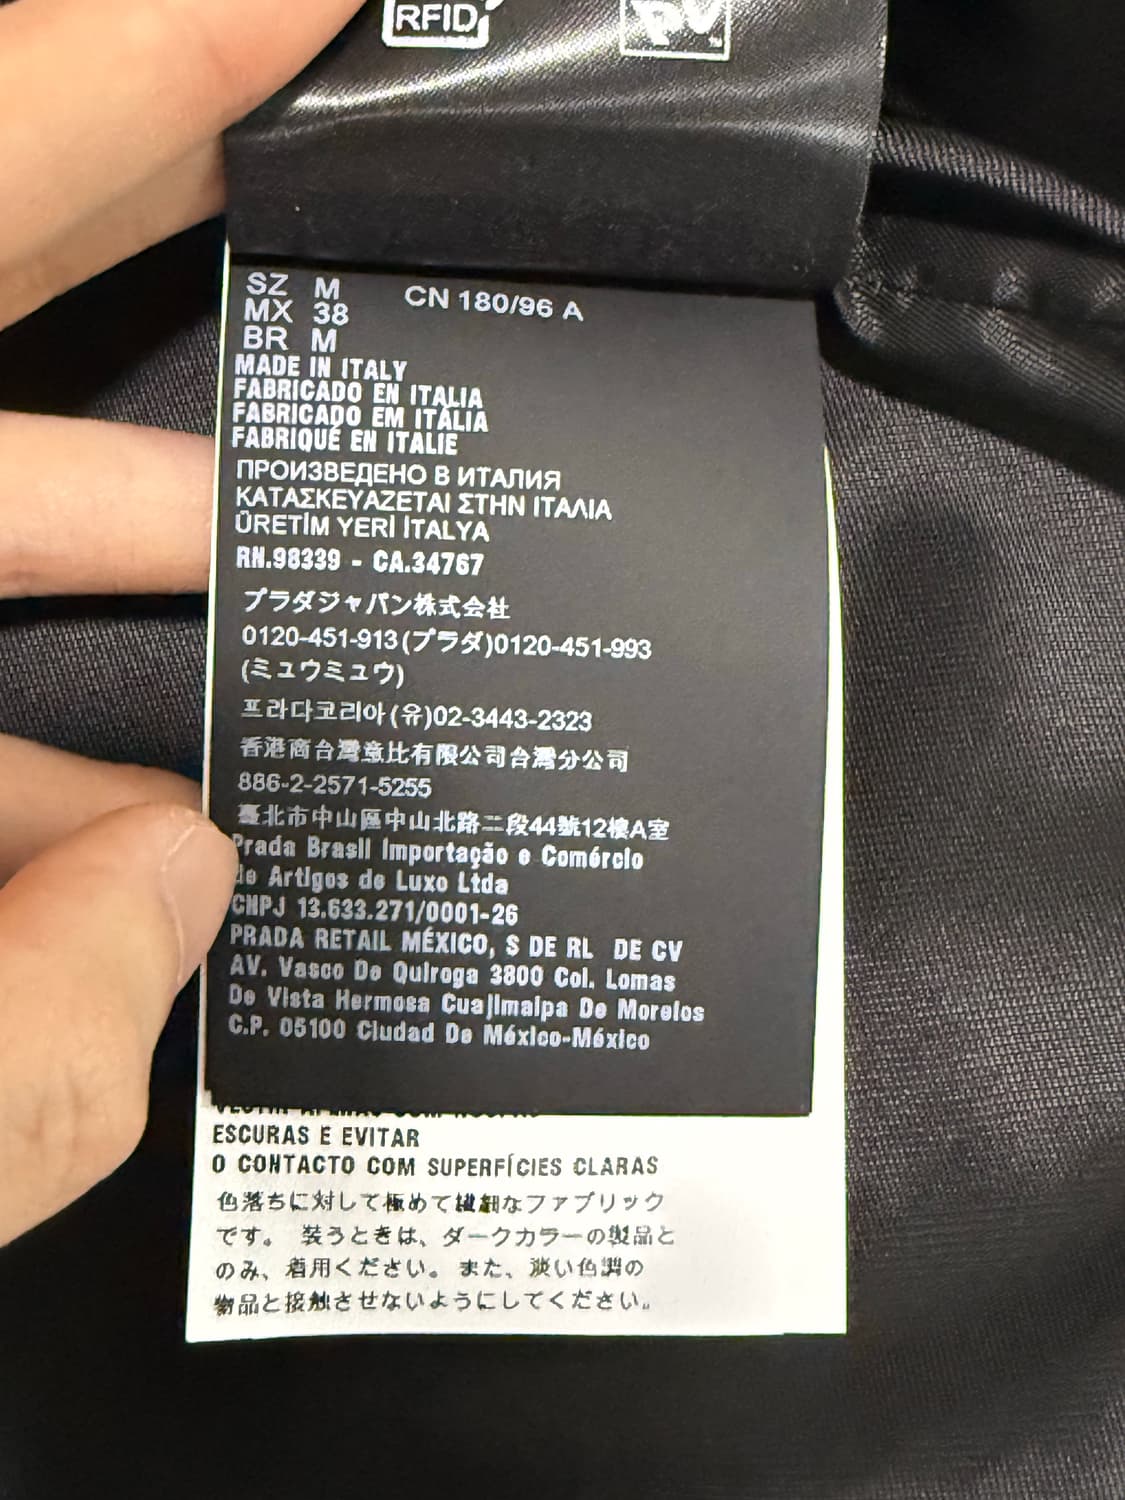 RFID
SZ M CN 180/96 A
MX 38
BR M
MADE IN ITALY
FABRICADO EN ITALIA
FABRICADO EM ITÁLIA
FABRIQUÉ EN ITALIE
ПРОИЗВЕДЕНО В ИТАЛИЯ
ΚΑΤΑΣΚΕΥΑΖΕΤΑΙ ΣΤΗΝ ΙΤΑΛΙΑ
ÜRETİM YERİ İTALYA
RN.98339 - CA.34767
プラダジャパン株式会社
0120-451-913(プラダ)0120-451-993
(ミュウミュウ)
프라다코리아(유)02-3443-2323
香港商台灣意比有限公司台灣分公司
886-2-2571-5255
臺北市中山區中山北路二段44號12樓A室
Prada Brasil Importação e Comércio
de Artigos de Luxo Ltda
CNPJ 13.633.271/0001-26
PRADA RETAIL MÉXICO, S DE RL DE CV
AV. Vasco De Quiroga 3800 Col. Lomas
De Vista Hermosa Cuajimalpa De Morelos
C.P. 05100 Ciudad De México-México
ESCURAS E EVITAR
O CONTACTO COM SUPERFÍCIES CLARAS
色落ちに対して極めて繊細なファブリック
です。 装うときは、ダークカラーの製品と
のみ、着用ください。また、淡い色調の
物品と接触させないようにしてください。